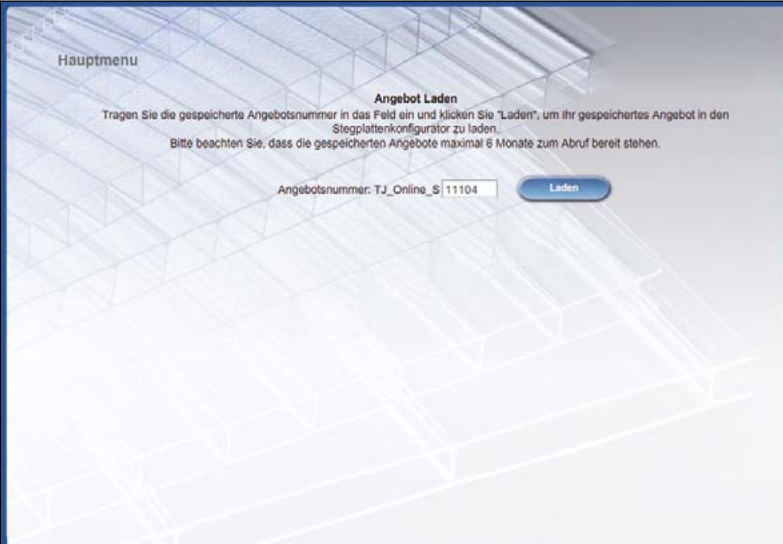 Hauptmenu
Angebot Laden
Tragen Sie die gespeicherte Angebotsnummer in das Feld ein und klicken Sie "Laden", um Ihr gespeichertes Angebot in den
Stegplattenkonfigurator zu laden.
Bitte beachten Sie, dass die gespeicherten Angebote maximal 6 Monate zum Abruf bereit stehen.
Angebotsnummer: TJ_Online_S 11104 Laden